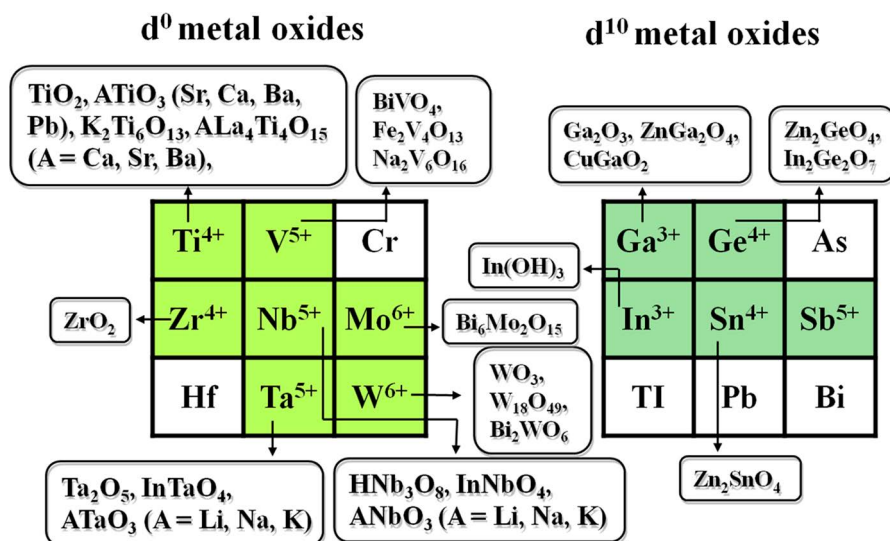 d⁰ metal oxides
TiO₂, ATiO₃ (Sr, Ca, Ba,
Pb), K₂Ti₆O₁₃, ALa₄Ti₄O₁₅
(A = Ca, Sr, Ba),
BiVO₄,
Fe₂V₄O₁₃
Na₂V₆O₁₆
Ti⁴⁺ V⁵⁺ Cr
ZrO₂
Zr⁴⁺ Nb⁵⁺ Mo⁶⁺
Bi₆Mo₂O₁₅
Hf Ta⁵⁺ W⁶⁺
WO₃,
W₁₈O₄₉,
Bi₂WO₆
Ta₂O₅, InTaO₄,
ATaO₃ (A = Li, Na, K)
HNb₃O₈, InNbO₄,
ANbO₃ (A = Li, Na, K)
d¹⁰ metal oxides
Ga₂O₃, ZnGa₂O₄,
CuGaO₂
Zn₂GeO₄,
In₂Ge₂O₇
Ga³⁺ Ge⁴⁺ As
In(OH)₃
In³⁺ Sn⁴⁺ Sb⁵⁺
TI Pb Bi
Zn₂SnO₄